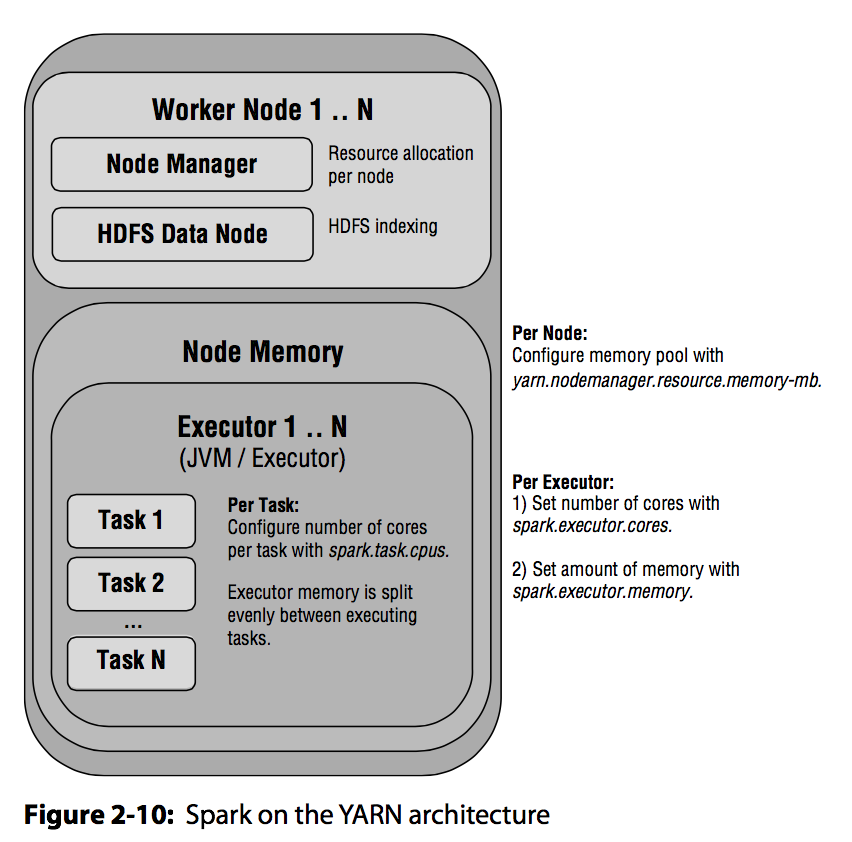 Worker Node 1 .. N
Node Manager
Resource allocation
per node
HDFS Data Node
HDFS indexing
Node Memory
Per Node:
Configure memory pool with
yarn.nodemanager.resource.memory-mb.
Executor 1 .. N
(JVM / Executor)
Task 1
Task 2
...
Task N
Per Task:
Configure number of cores
per task with spark.task.cpus.
Executor memory is split
evenly between executing
tasks.
Per Executor:
1) Set number of cores with
spark.executor.cores.
2) Set amount of memory with
spark.executor.memory.
Figure 2-10: Spark on the YARN architecture